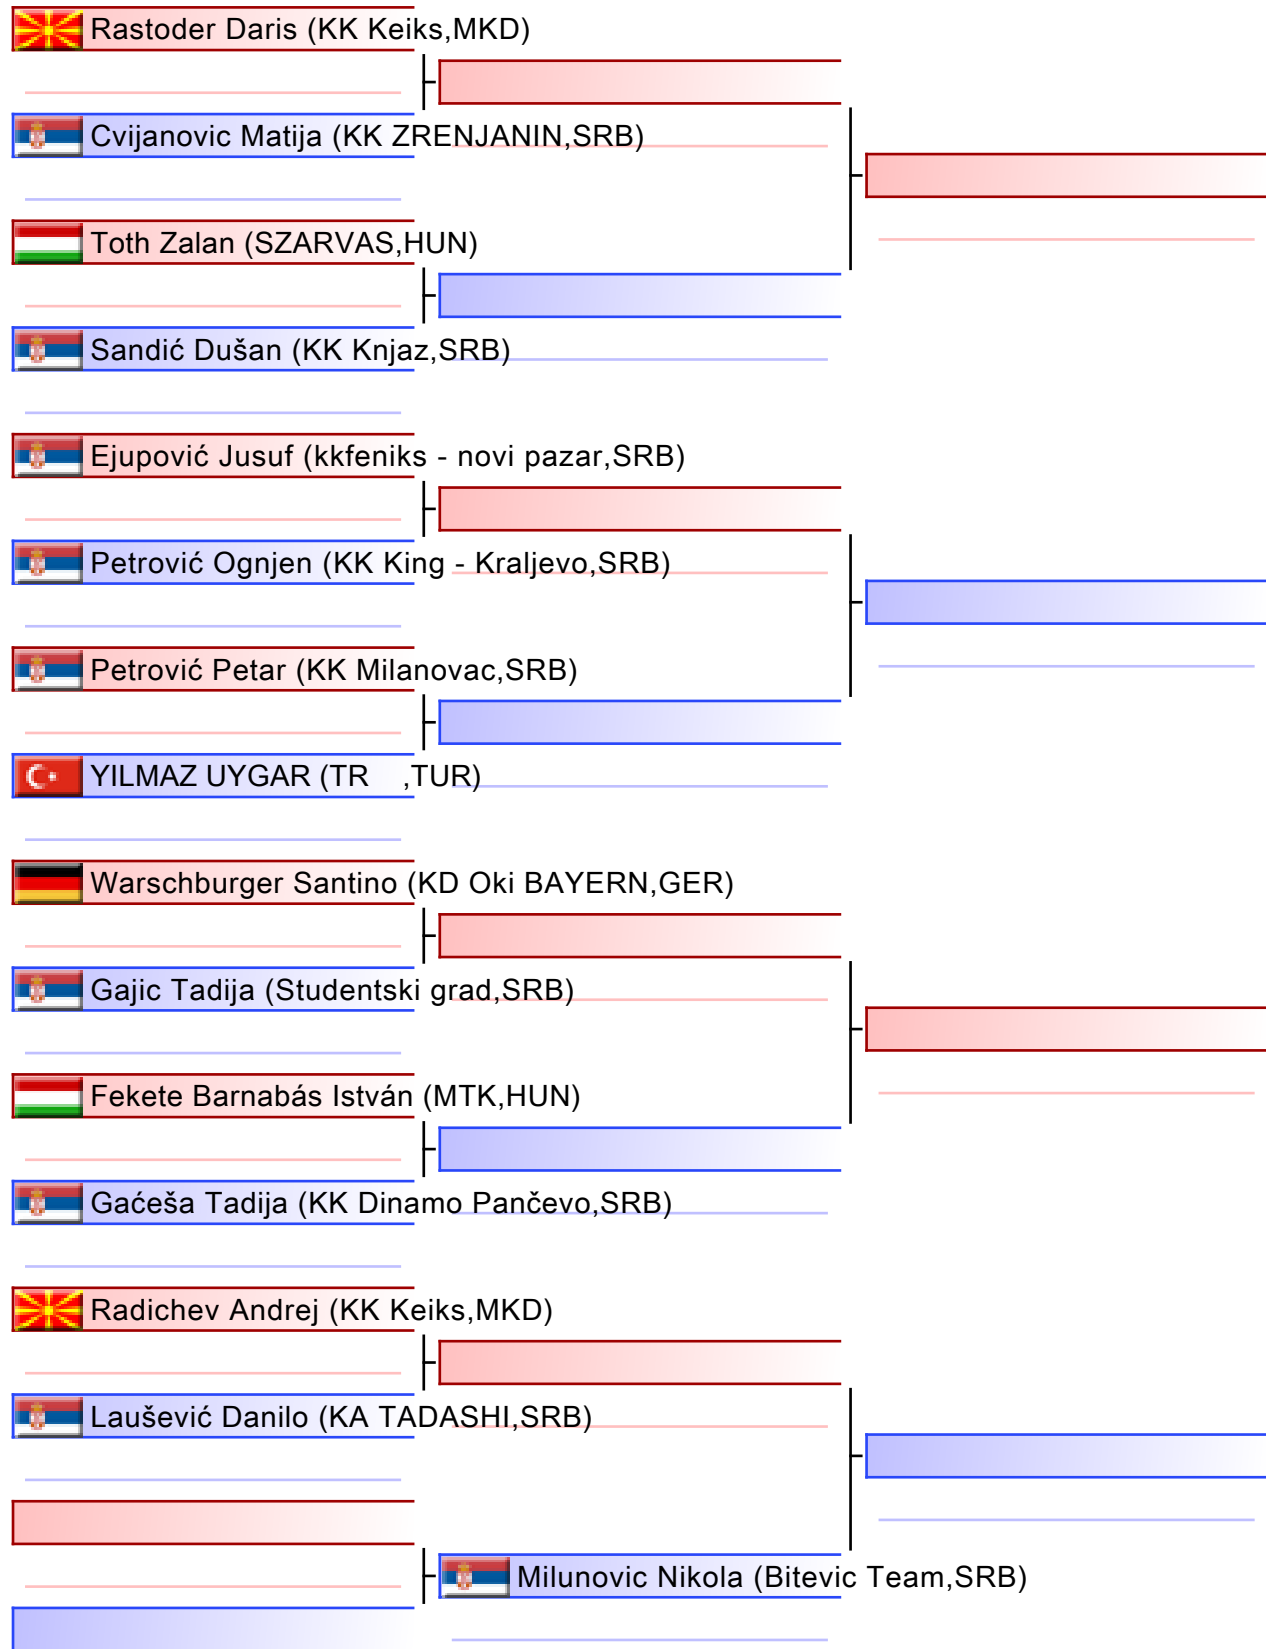 Rastoder Daris (KK Keiks,MKD)
Cvijanovic Matija (KK ZRENJANIN,SRB)
Toth Zalan (SZARVAS,HUN)
Sandić Dušan (KK Knjaz,SRB)
Ejupović Jusuf (kkfeniks - novi pazar,SRB)
Petrović Ognjen (KK King - Kraljevo,SRB)
Petrović Petar (KK Milanovac,SRB)
YILMAZ UYGAR (TR ,TUR)
Warschburger Santino (KD Oki BAYERN,GER)
Gajic Tadija (Studentski grad,SRB)
Fekete Barnabás István (MTK,HUN)
Gaćeša Tadija (KK Dinamo Pančevo,SRB)
Radichev Andrej (KK Keiks,MKD)
Laušević Danilo (KA TADASHI,SRB)
Milunovic Nikola (Bitevic Team,SRB)